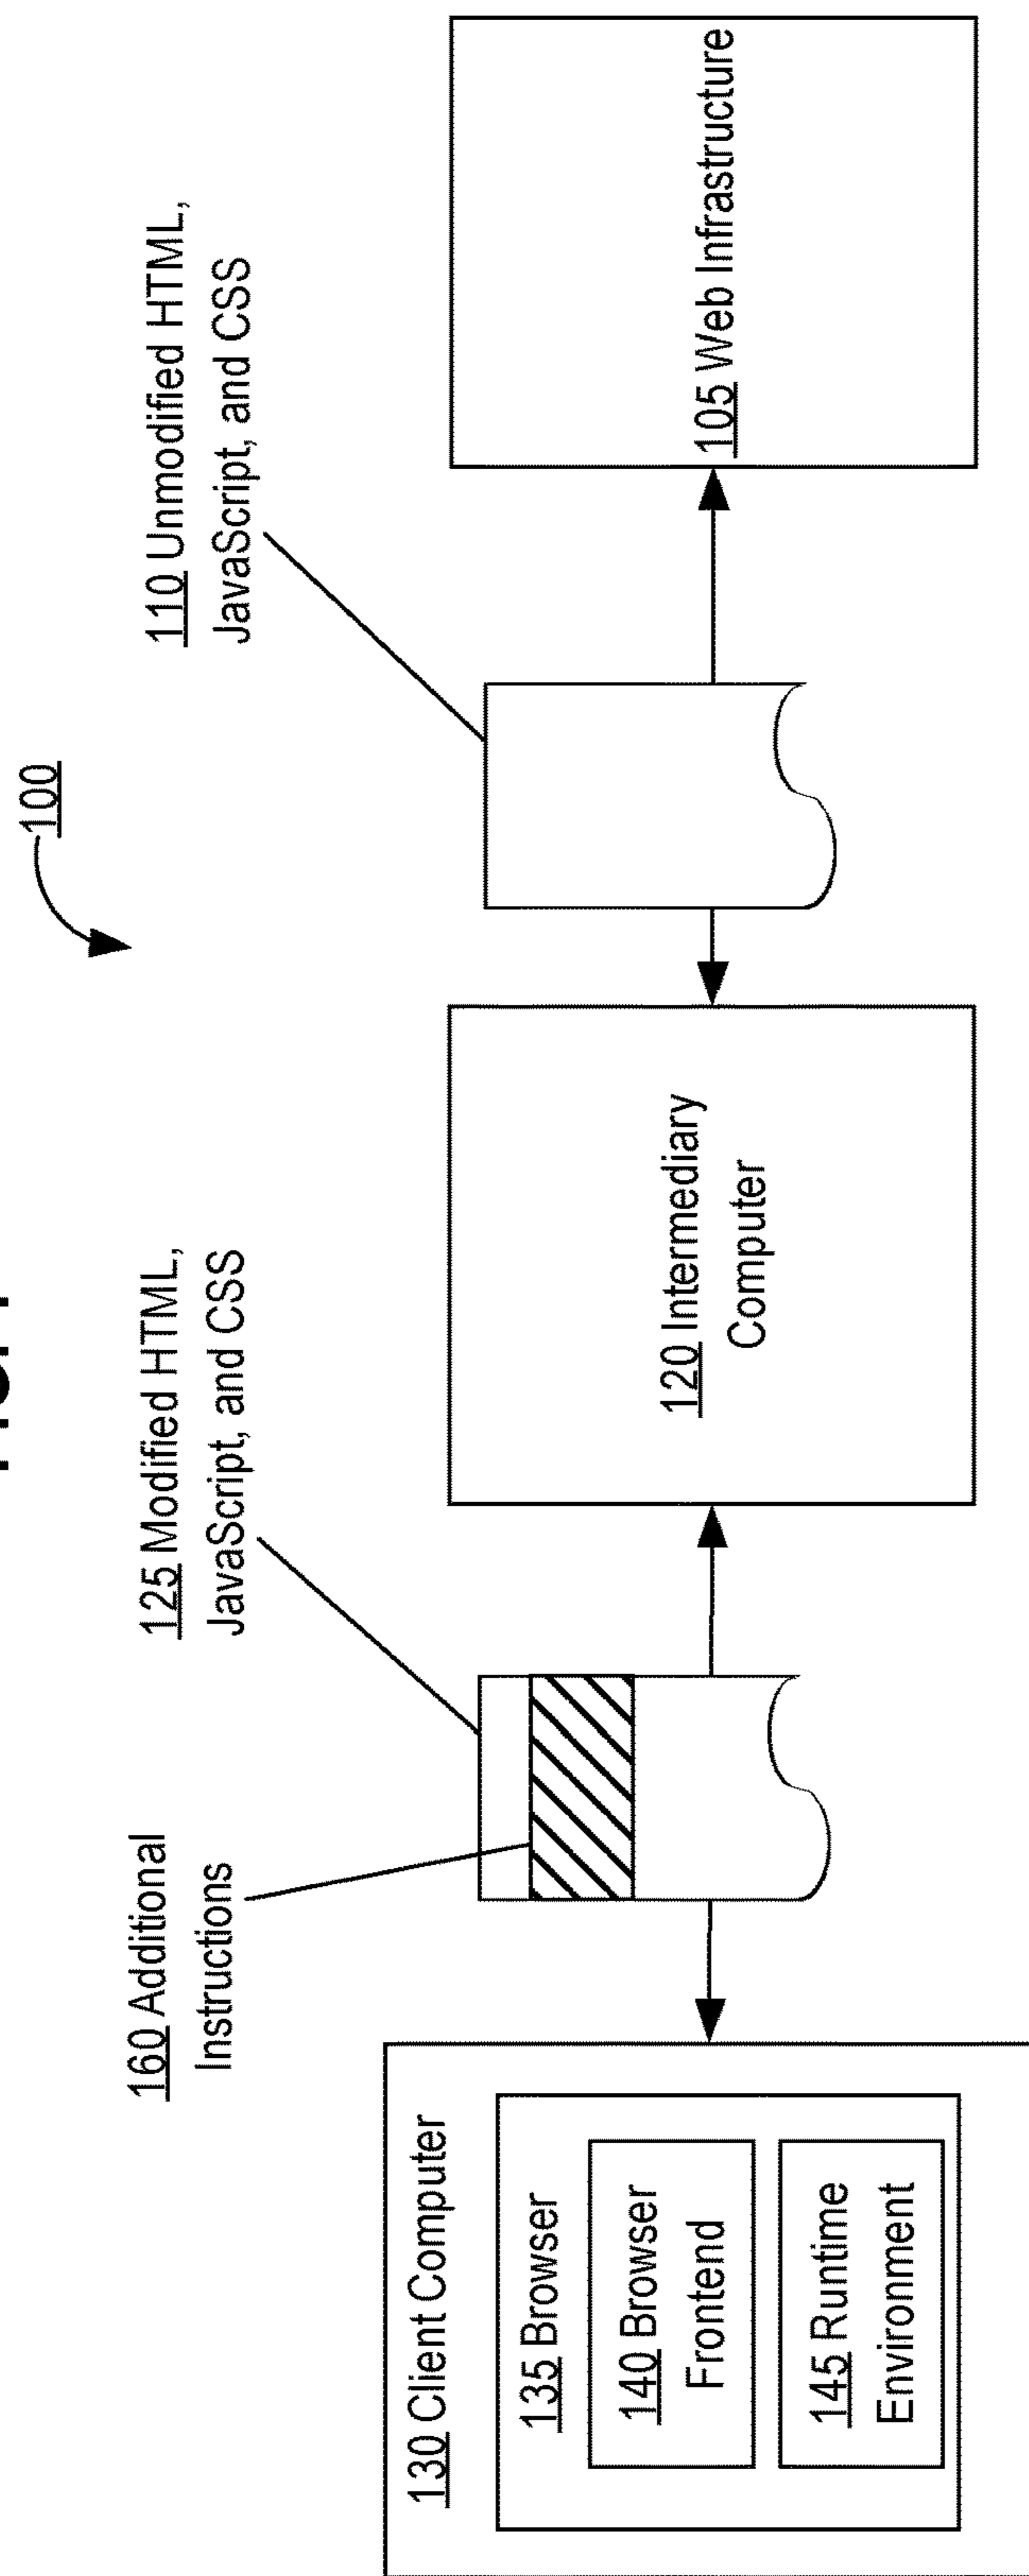 100
160 Additional
Instructions
125 Modified HTML,
JavaScript, and CSS
110 Unmodified HTML,
JavaScript, and CSS
130 Client Computer
135 Browser
140 Browser
Frontend
145 Runtime
Environment
120 Intermediary
Computer
105 Web Infrastructure